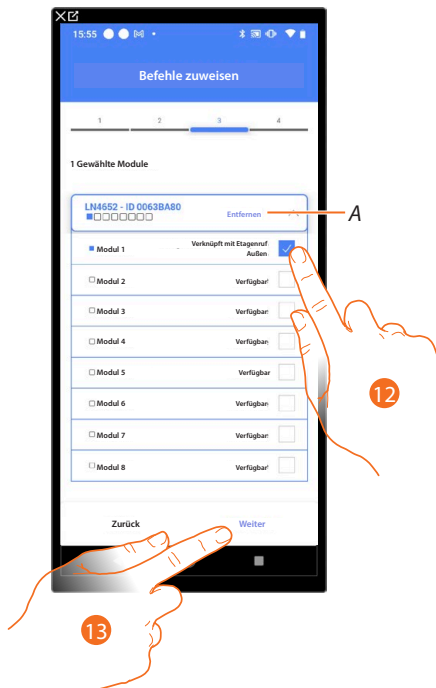 15:55
Befehle zuweisen
1 2 3 4
1 Gewählte Module
LN4652 - ID 0063BA80
Entfernen
A
Modul 1
Verknüpft mit Etagenruf
Außen
Modul 2 Verfügbar
Modul 3 Verfügbar
Modul 4 Verfügbar
Modul 5 Verfügbar
Modul 6 Verfügbar
Modul 7 Verfügbar
Modul 8 Verfügbar
12
Zurück Weiter
13